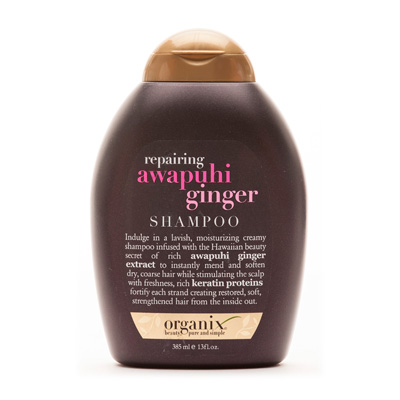 repairing
awapuhi
ginger
SHAMPOO
Indulge in a lavish, moisturizing creamy
shampoo infused with the Hawaiian beauty
secret of rich awapuhi ginger
extract to instantly mend and soften
dry, coarse hair while stimulating the scalp
with freshness, rich keratin proteins
fortify each strand creating restored, soft,
strengthened hair from the inside out.
organix®
beauty pure and simple
385 ml e 13fl.oz.